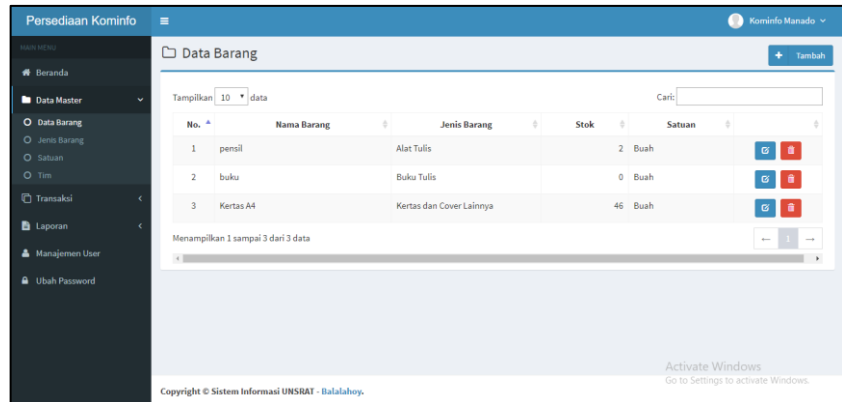 Persediaan Kominfo
Kominfo Manado
MAIN MENU
Beranda
Data Master
Data Barang
Jenis Barang
Satuan
Tim
Transaksi
Laporan
Manajemen User
Ubah Password
Data Barang
+ Tambah
Tampilkan 10 data
Cari:
No. Nama Barang Jenis Barang Stok Satuan
1 pensil Alat Tulis 2 Buah
2 buku Buku Tulis 0 Buah
3 Kertas A4 Kertas dan Cover Lainnya 46 Buah
Menampilkan 1 sampai 3 dari 3 data
← 1 →
Activate Windows
Go to Settings to activate Windows.
Copyright © Sistem Informasi UNSRAT - Balalahoy.